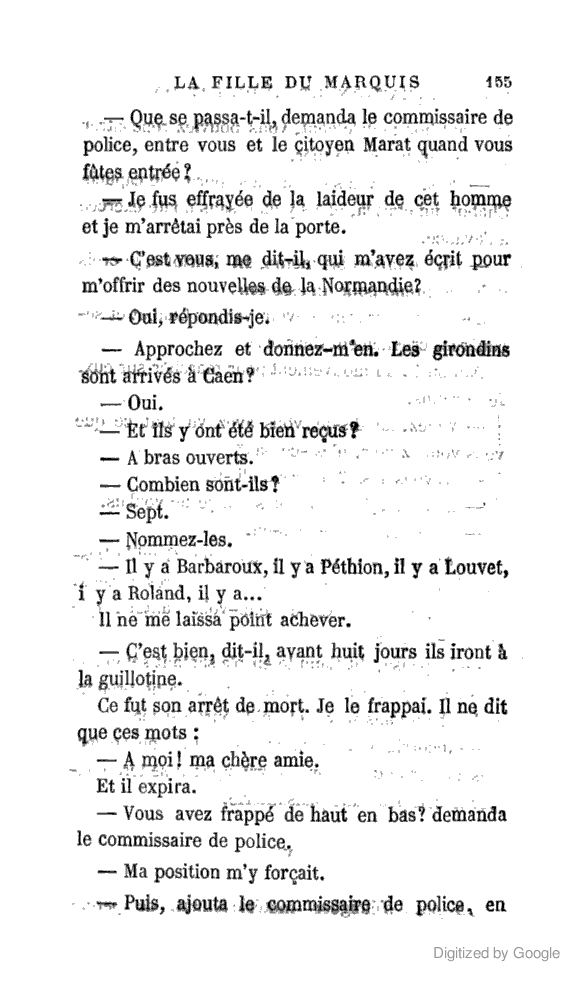 LA FILLE DU MARQUIS 155
— Que se passa-t-il, demanda le commissaire de
police, entre vous et le citoyen Marat quand vous
fûtes entrée ?
— Je fus effrayée de la laideur de cet homme
et je m'arrêtai près de la porte.
— C'est vous, me dit-il, qui m'avez écrit pour
m'offrir des nouvelles de la Normandie?
— Oui, répondis-je.
— Approchez et donnez-m'en. Les girondins
sont arrivés à Caen ?
— Oui.
— Et ils y ont été bien reçus ?
— A bras ouverts.
— Combien sont-ils ?
— Sept.
— Nommez-les.
— Il y a Barbaroux, il y a Péthion, il y a Louvet,
i y a Roland, il y a...
Il ne me laissa point achever.
— C'est bien, dit-il, avant huit jours ils iront à
la guillotine.
Ce fut son arrêt de mort. Je le frappai. Il ne dit
que ces mots :
— A moi ! ma chère amie.
Et il expira.
— Vous avez frappé de haut en bas? demanda
le commissaire de police.
— Ma position m'y forçait.
— Puis, ajouta le commissaire de police, en
Digitized by Google